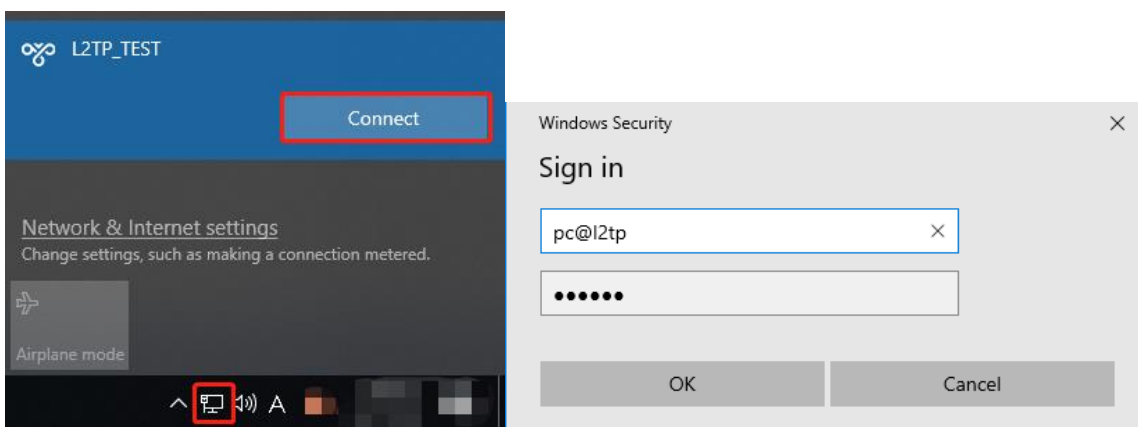 L2TP_TEST
Connect
Network & Internet settings
Change settings, such as making a connection metered.
Airplane mode
A
Windows Security
Sign in
pc@l2tp
●●●●●●
OK
Cancel